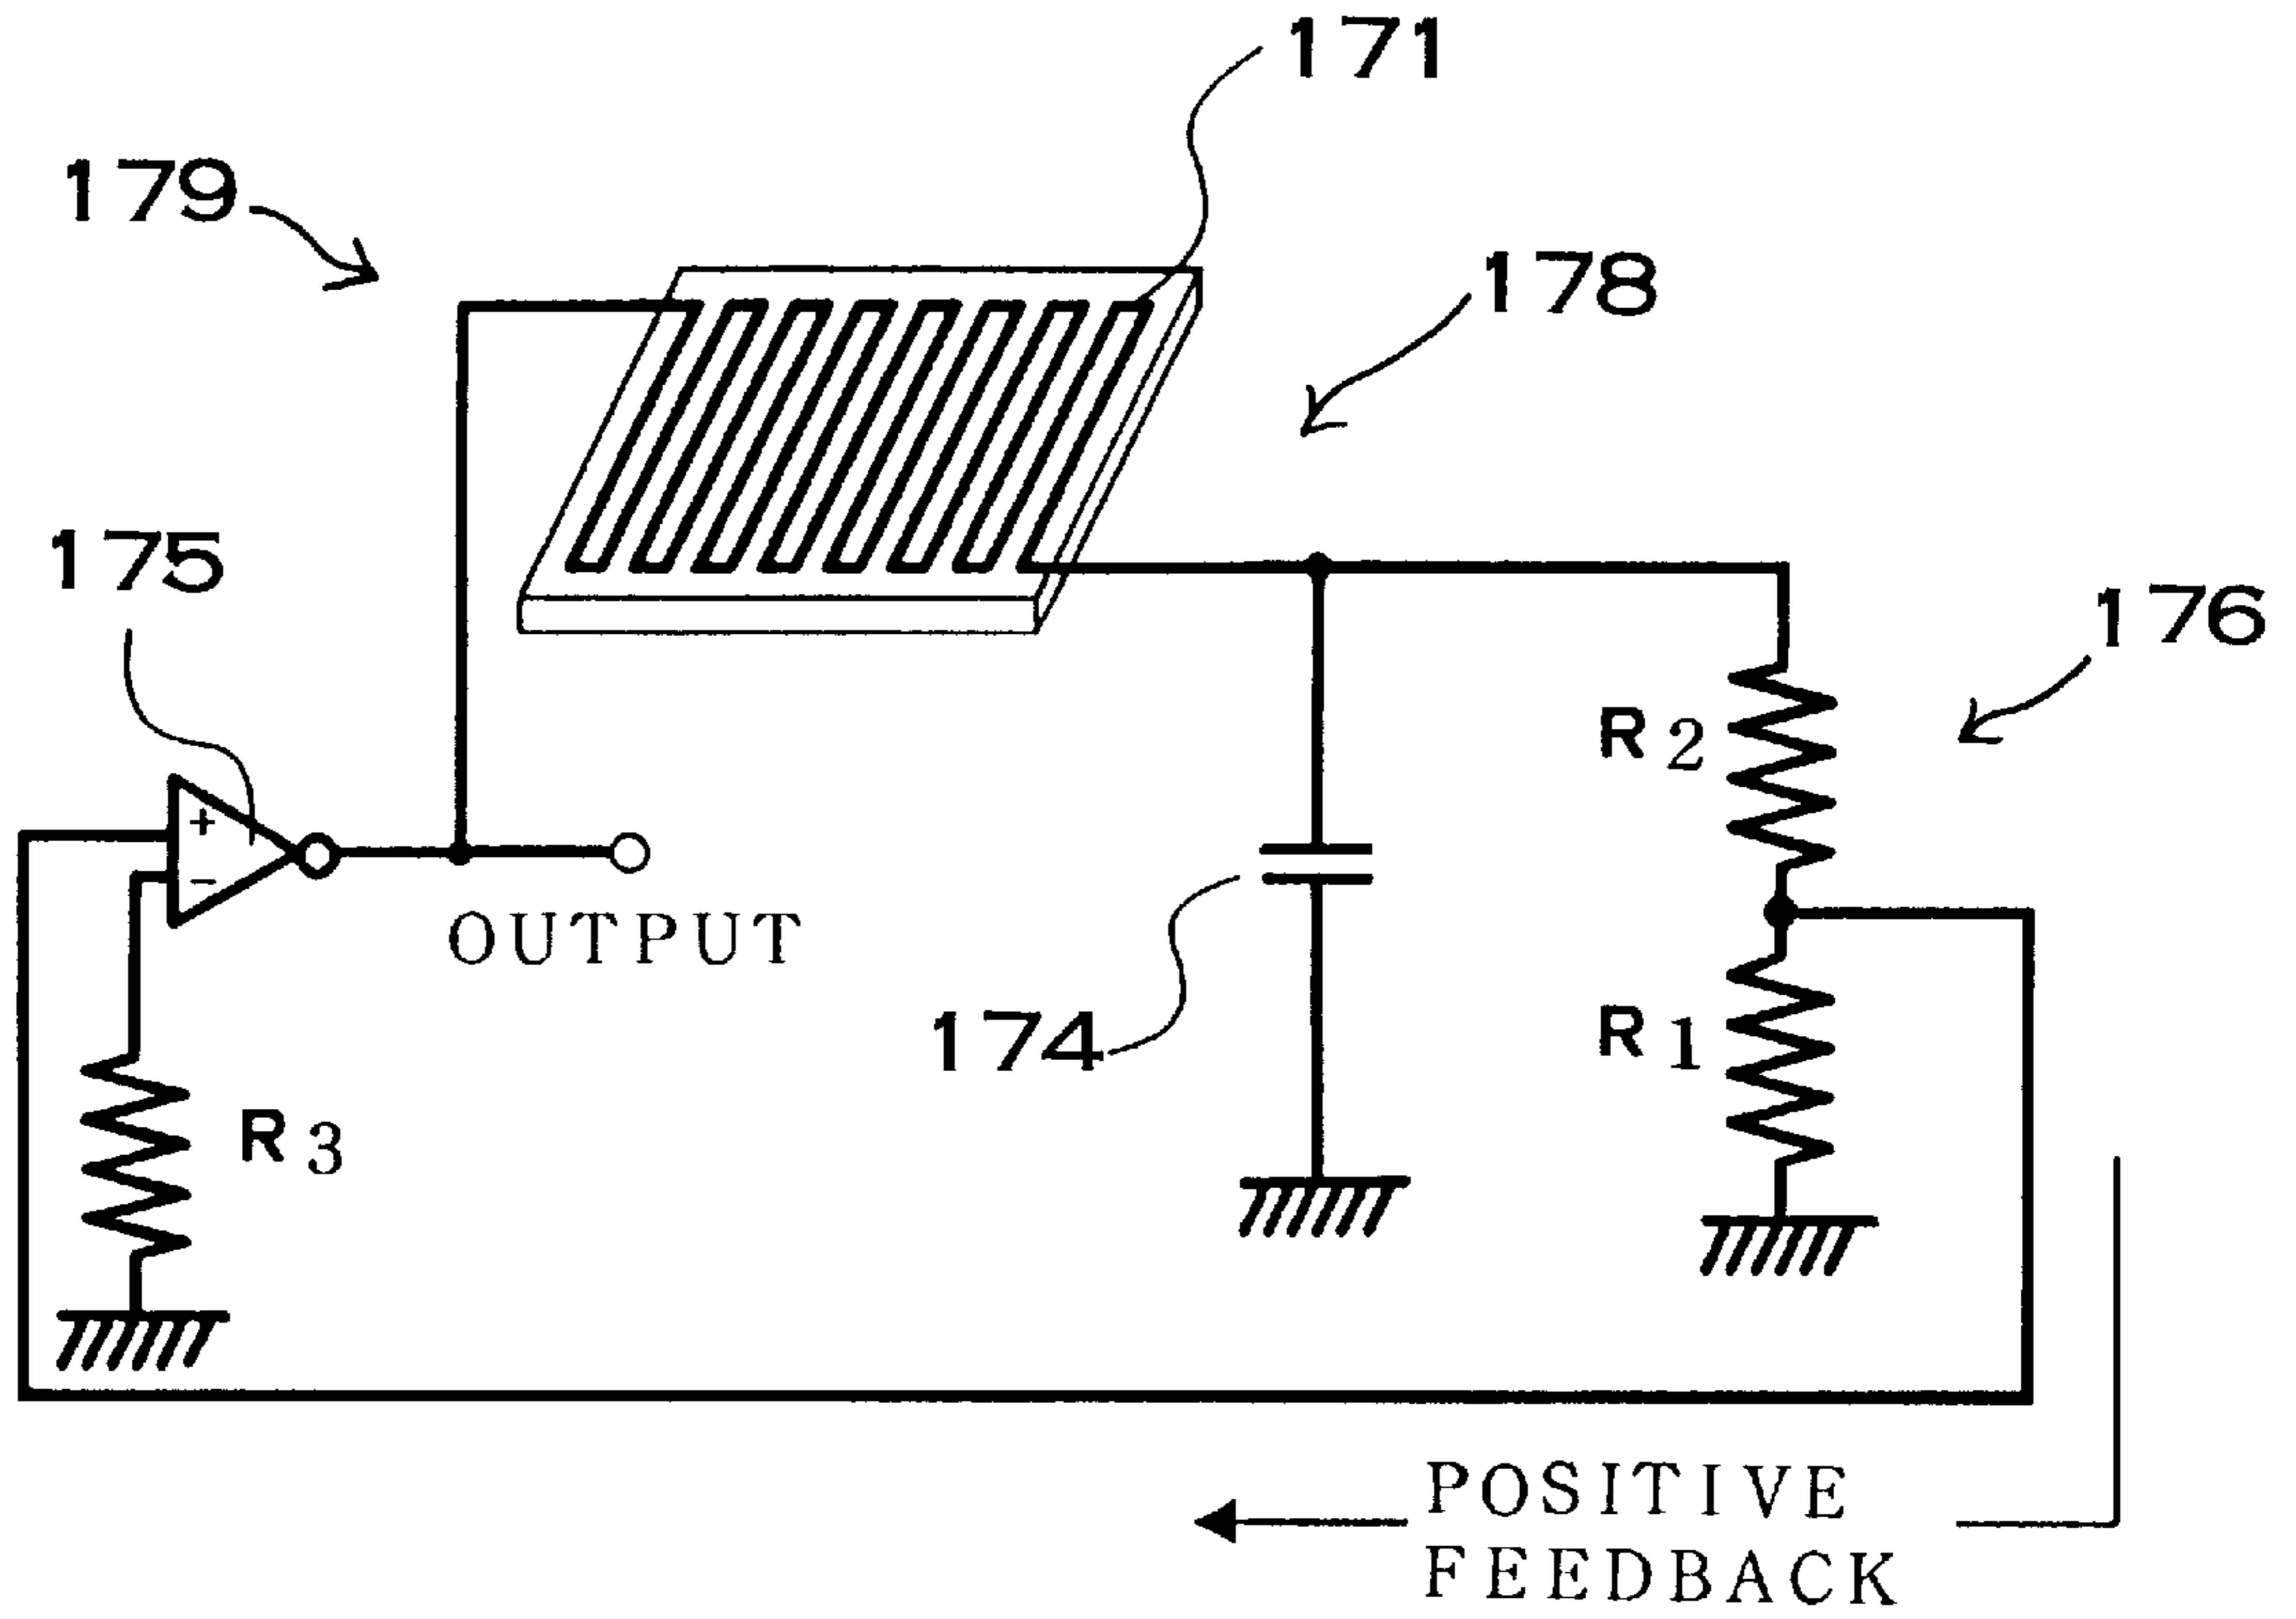 171
179
178
175
176
R2
+
−
OUTPUT
174
R1
R3
POSITIVE
FEEDBACK